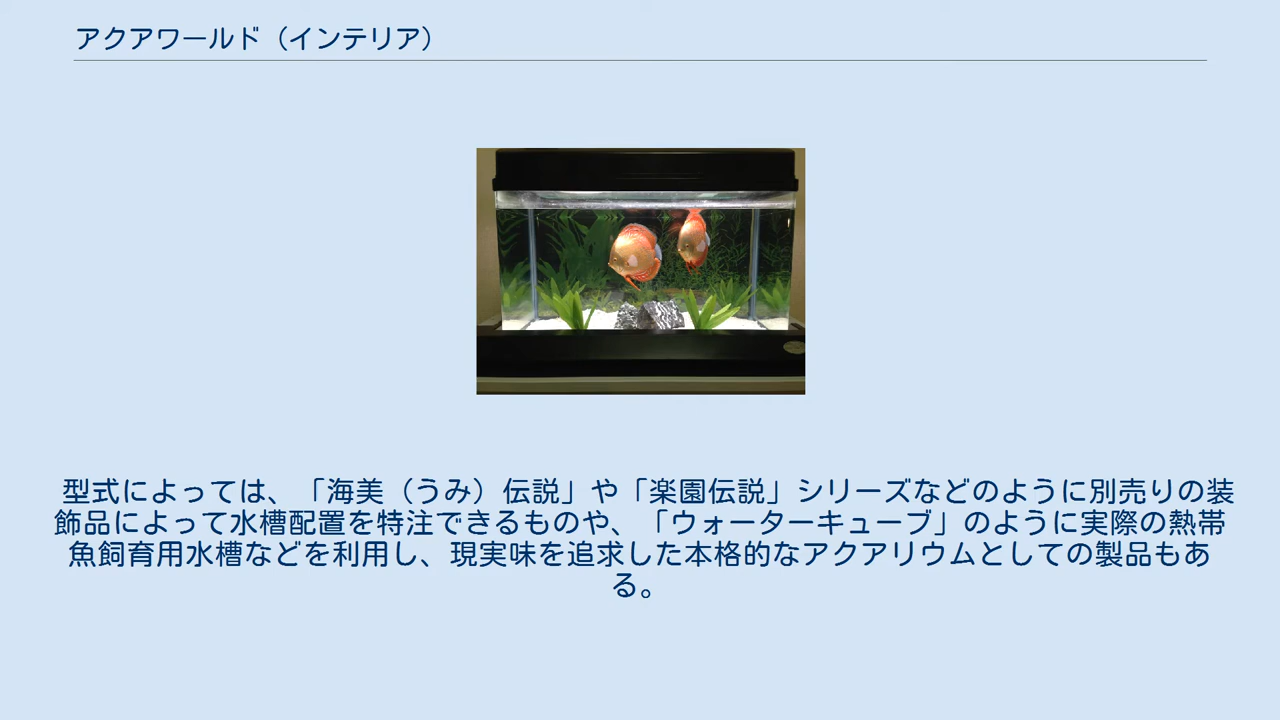 アクアワールド（インテリア）
型式によっては、「海美（うみ）伝説」や「楽園伝説」シリーズなどのように別売りの装
飾品によって水槽配置を特注できるものや、「ウォーターキューブ」のように実際の熱帯
魚飼育用水槽などを利用し、現実味を追求した本格的なアクアリウムとしての製品もあ
る。